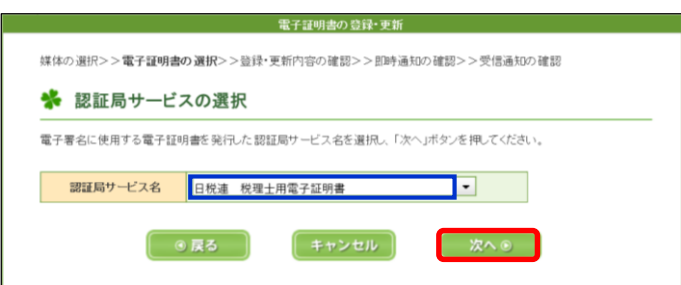 電子証明書の登録・更新
媒体の選択>>電子証明書の選択>>登録・更新内容の確認>>即時通知の確認>>受信通知の確認
認証局サービスの選択
電子署名に使用する電子証明書を発行した認証局サービス名を選択し、「次へ」ボタンを押してください。
認証局サービス名 日税連 税理士用電子証明書
戻る キャンセル 次へ